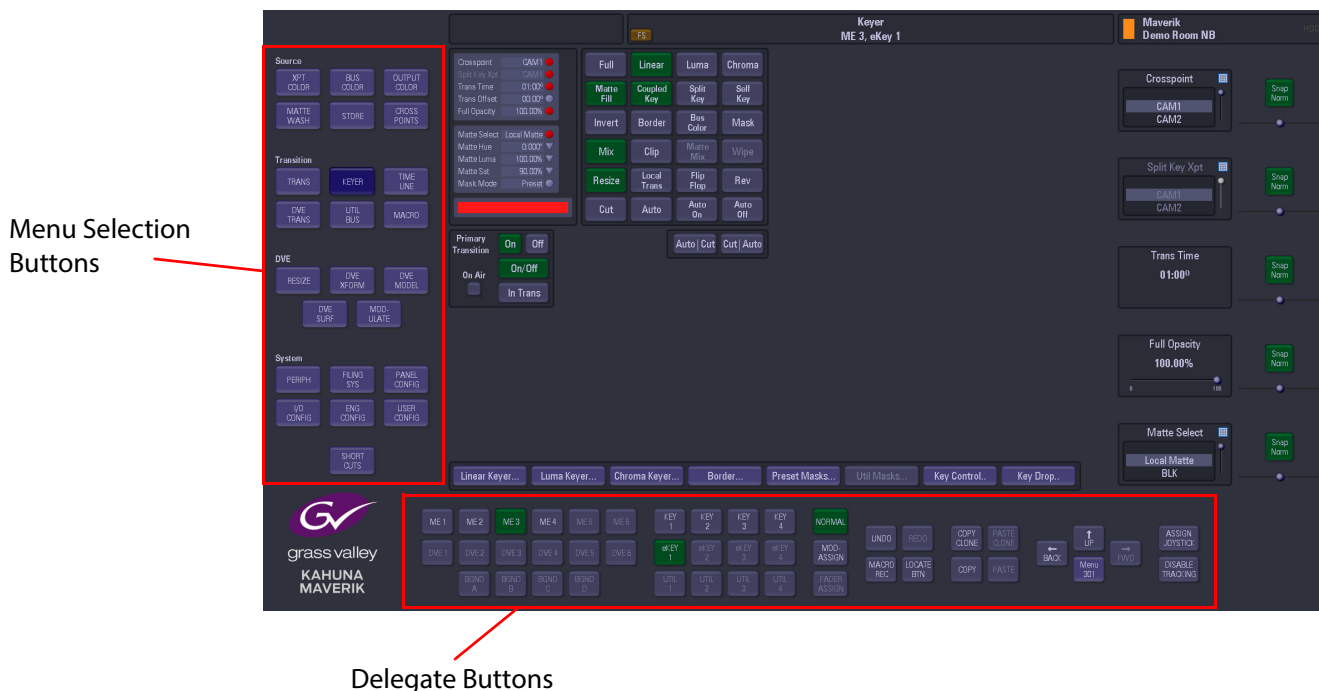 Keyer
ME 3, eKey 1
FS
Maverik
Demo Room NB
Menu Selection
Buttons
Source
XPT COLOR
BUS COLOR
OUTPUT COLOR
MATTE WASH
STORE
CROSS POINTS
Transition
TRANS
KEYER
TIME LINE
DVE TRANS
UTIL BUS
MACRO
DVE
RESIZE
DVE XFORM
DVE MODEL
DVE SURF
MOD-ULATE
System
PERIPH
FILING SYS
PANEL CONFIG
I/O CONFIG
ENG CONFIG
USER CONFIG
SHORT CUTS
grass valley
KAHUNA
MAVERIK
Crosspoint CAM1
Split Key Xpt CAM1
Trans Time 01:00º
Trans Offset 00:00º
Full Opacity 100.00%
Matte Select Local Matte
Matte Hue 0.000°
Matte Luma 100.00%
Matte Sat 90.00%
Mask Mode Preset
Full
Linear
Luma
Chroma
Matte Fill
Coupled Key
Split Key
Self Key
Invert
Border
Bus Color
Mask
Mix
Clip
Matte Mix
Wipe
Resize
Local Trans
Flip Flop
Rev
Cut
Auto
Auto On
Auto Off
Auto|Cut
Cut|Auto
Primary Transition
On
Off
On/Off
On Air
In Trans
Crosspoint
CAM1
CAM2
Snap Norm
Split Key Xpt
CAM1
CAM2
Snap Norm
Trans Time
01:00º
Snap Norm
Full Opacity
100.00%
0 100
Snap Norm
Matte Select
Local Matte
BLK
Snap Norm
Linear Keyer...
Luma Keyer...
Chroma Keyer...
Border...
Preset Masks...
Util Masks...
Key Control..
Key Drop..
ME 1
ME 2
ME 3
ME 4
ME 5
ME 6
DVE 1
DVE 2
DVE 3
DVE 4
DVE 5
DVE 6
BGND A
BGND B
BGND C
BGND D
KEY 1
KEY 2
KEY 3
KEY 4
eKEY 1
eKEY 2
eKEY 3
eKEY 4
UTIL 1
UTIL 2
UTIL 3
UTIL 4
NORMAL
MOD-ASSIGN
FADER ASSIGN
UNDO
REDO
MACRO REC
LOCATE BTN
COPY CLONE
PASTE CLONE
COPY
PASTE
← BACK
↑ UP
→ FWD
Menu 301
ASSIGN JOYSTICK
DISABLE TRACKING
Delegate Buttons